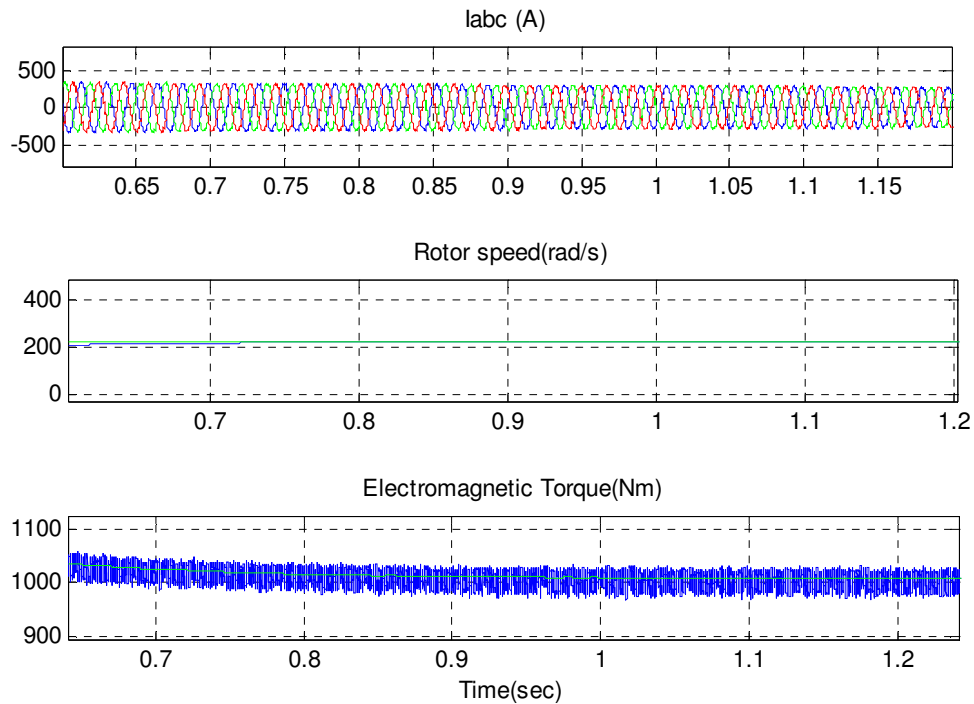 Iabc (A)
500
0
-500
0.65 0.7 0.75 0.8 0.85 0.9 0.95 1 1.05 1.1 1.15
Rotor speed(rad/s)
400
200
0
0.7 0.8 0.9 1 1.1 1.2
Electromagnetic Torque(Nm)
1100
1000
900
0.7 0.8 0.9 1 1.1 1.2
Time(sec)